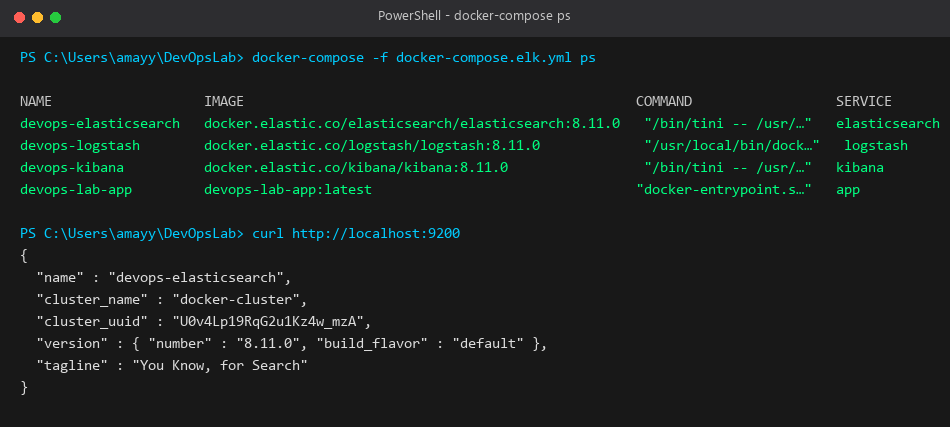 PowerShell - docker-compose ps
PS C:\Users\amayy\DevOpsLab> docker-compose -f docker-compose.elk.yml ps
NAME IMAGE COMMAND SERVICE
devops-elasticsearch docker.elastic.co/elasticsearch/elasticsearch:8.11.0 "/bin/tini -- /usr/…" elasticsearch
devops-logstash docker.elastic.co/logstash/logstash:8.11.0 "/usr/local/bin/dock…" logstash
devops-kibana docker.elastic.co/kibana/kibana:8.11.0 "/bin/tini -- /usr/…" kibana
devops-lab-app devops-lab-app:latest "docker-entrypoint.s…" app
PS C:\Users\amayy\DevOpsLab> curl http://localhost:9200
{
  "name" : "devops-elasticsearch",
  "cluster_name" : "docker-cluster",
  "cluster_uuid" : "U0v4Lp19RqG2u1Kz4w_mzA",
  "version" : { "number" : "8.11.0", "build_flavor" : "default" },
  "tagline" : "You Know, for Search"
}